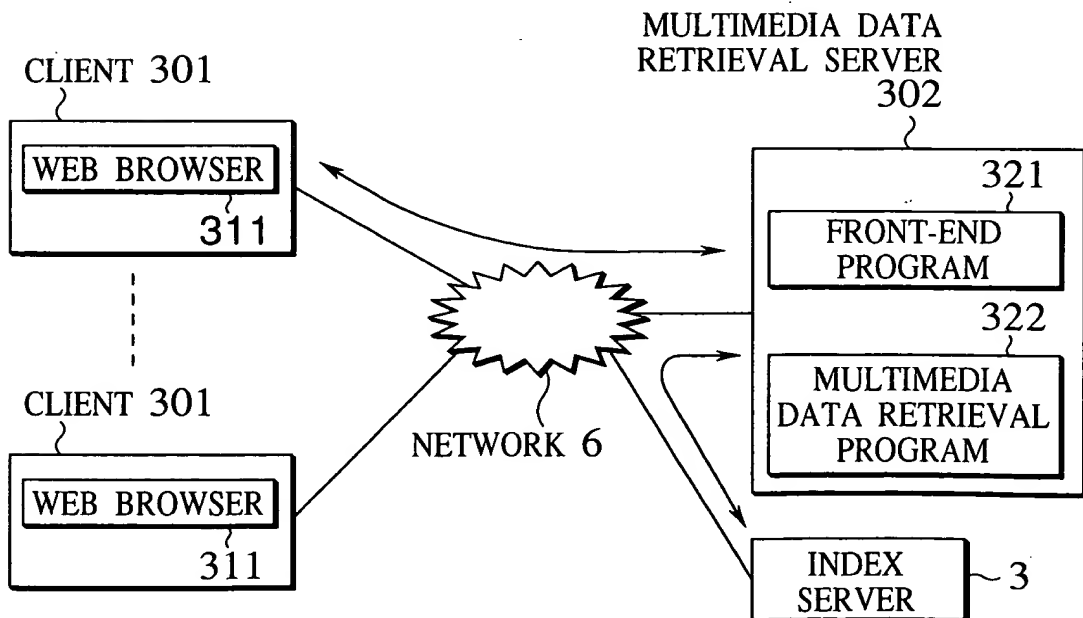 MULTIMEDIA DATA
RETRIEVAL SERVER
302
CLIENT 301
WEB BROWSER
311
321
FRONT-END
PROGRAM
322
MULTIMEDIA
DATA RETRIEVAL
PROGRAM
CLIENT 301
WEB BROWSER
311
NETWORK 6
INDEX
SERVER
3